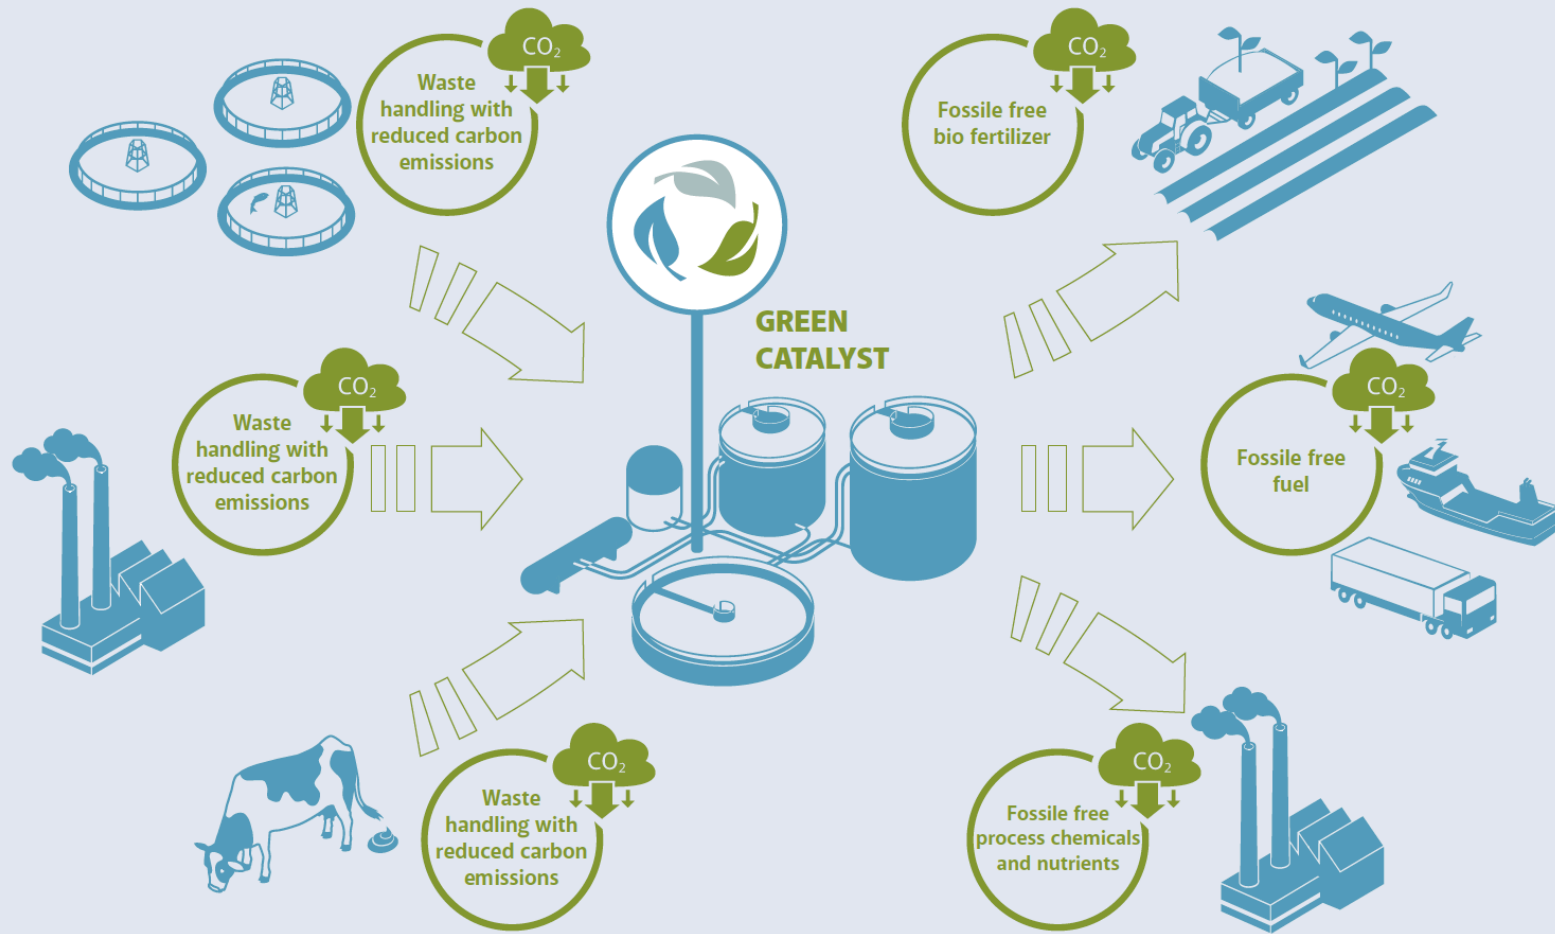 CO₂
Waste
handling with
reduced carbon
emissions
CO₂
Fossile free
bio fertilizer
GREEN
CATALYST
CO₂
Waste
handling with
reduced carbon
emissions
CO₂
Fossile free
fuel
CO₂
Waste
handling with
reduced carbon
emissions
CO₂
Fossile free
process chemicals
and nutrients